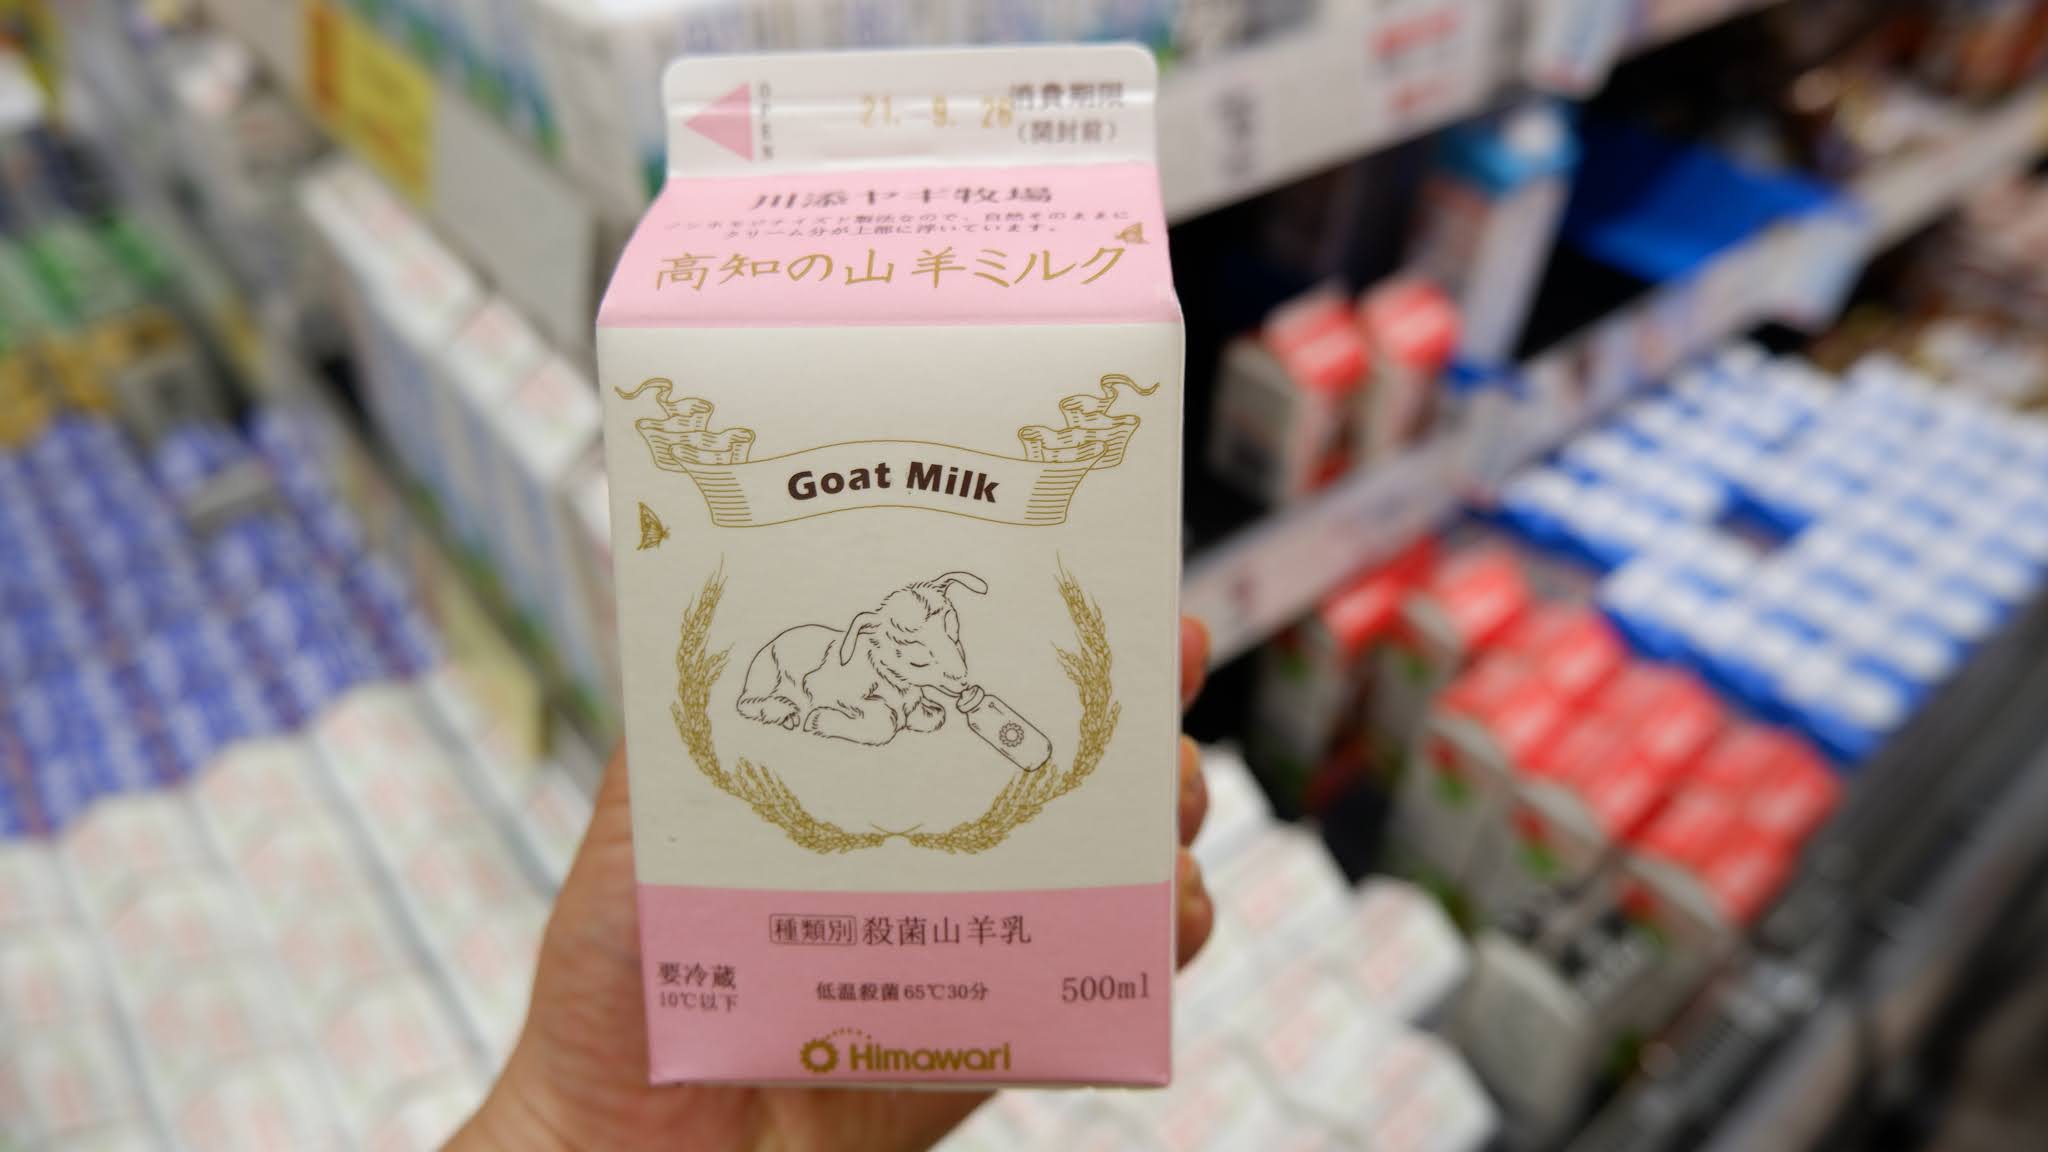 OPEN
21. 9. 26
消費期限
(開封前)
川添ヤギ牧場
ノンホモジナイズド製法なので、自然そのままに
クリーム分が上部に浮いています。
高知の山羊ミルク
Goat Milk
種類別 殺菌山羊乳
要冷蔵
10℃以下
低温殺菌65℃30分
500ml
Himawari